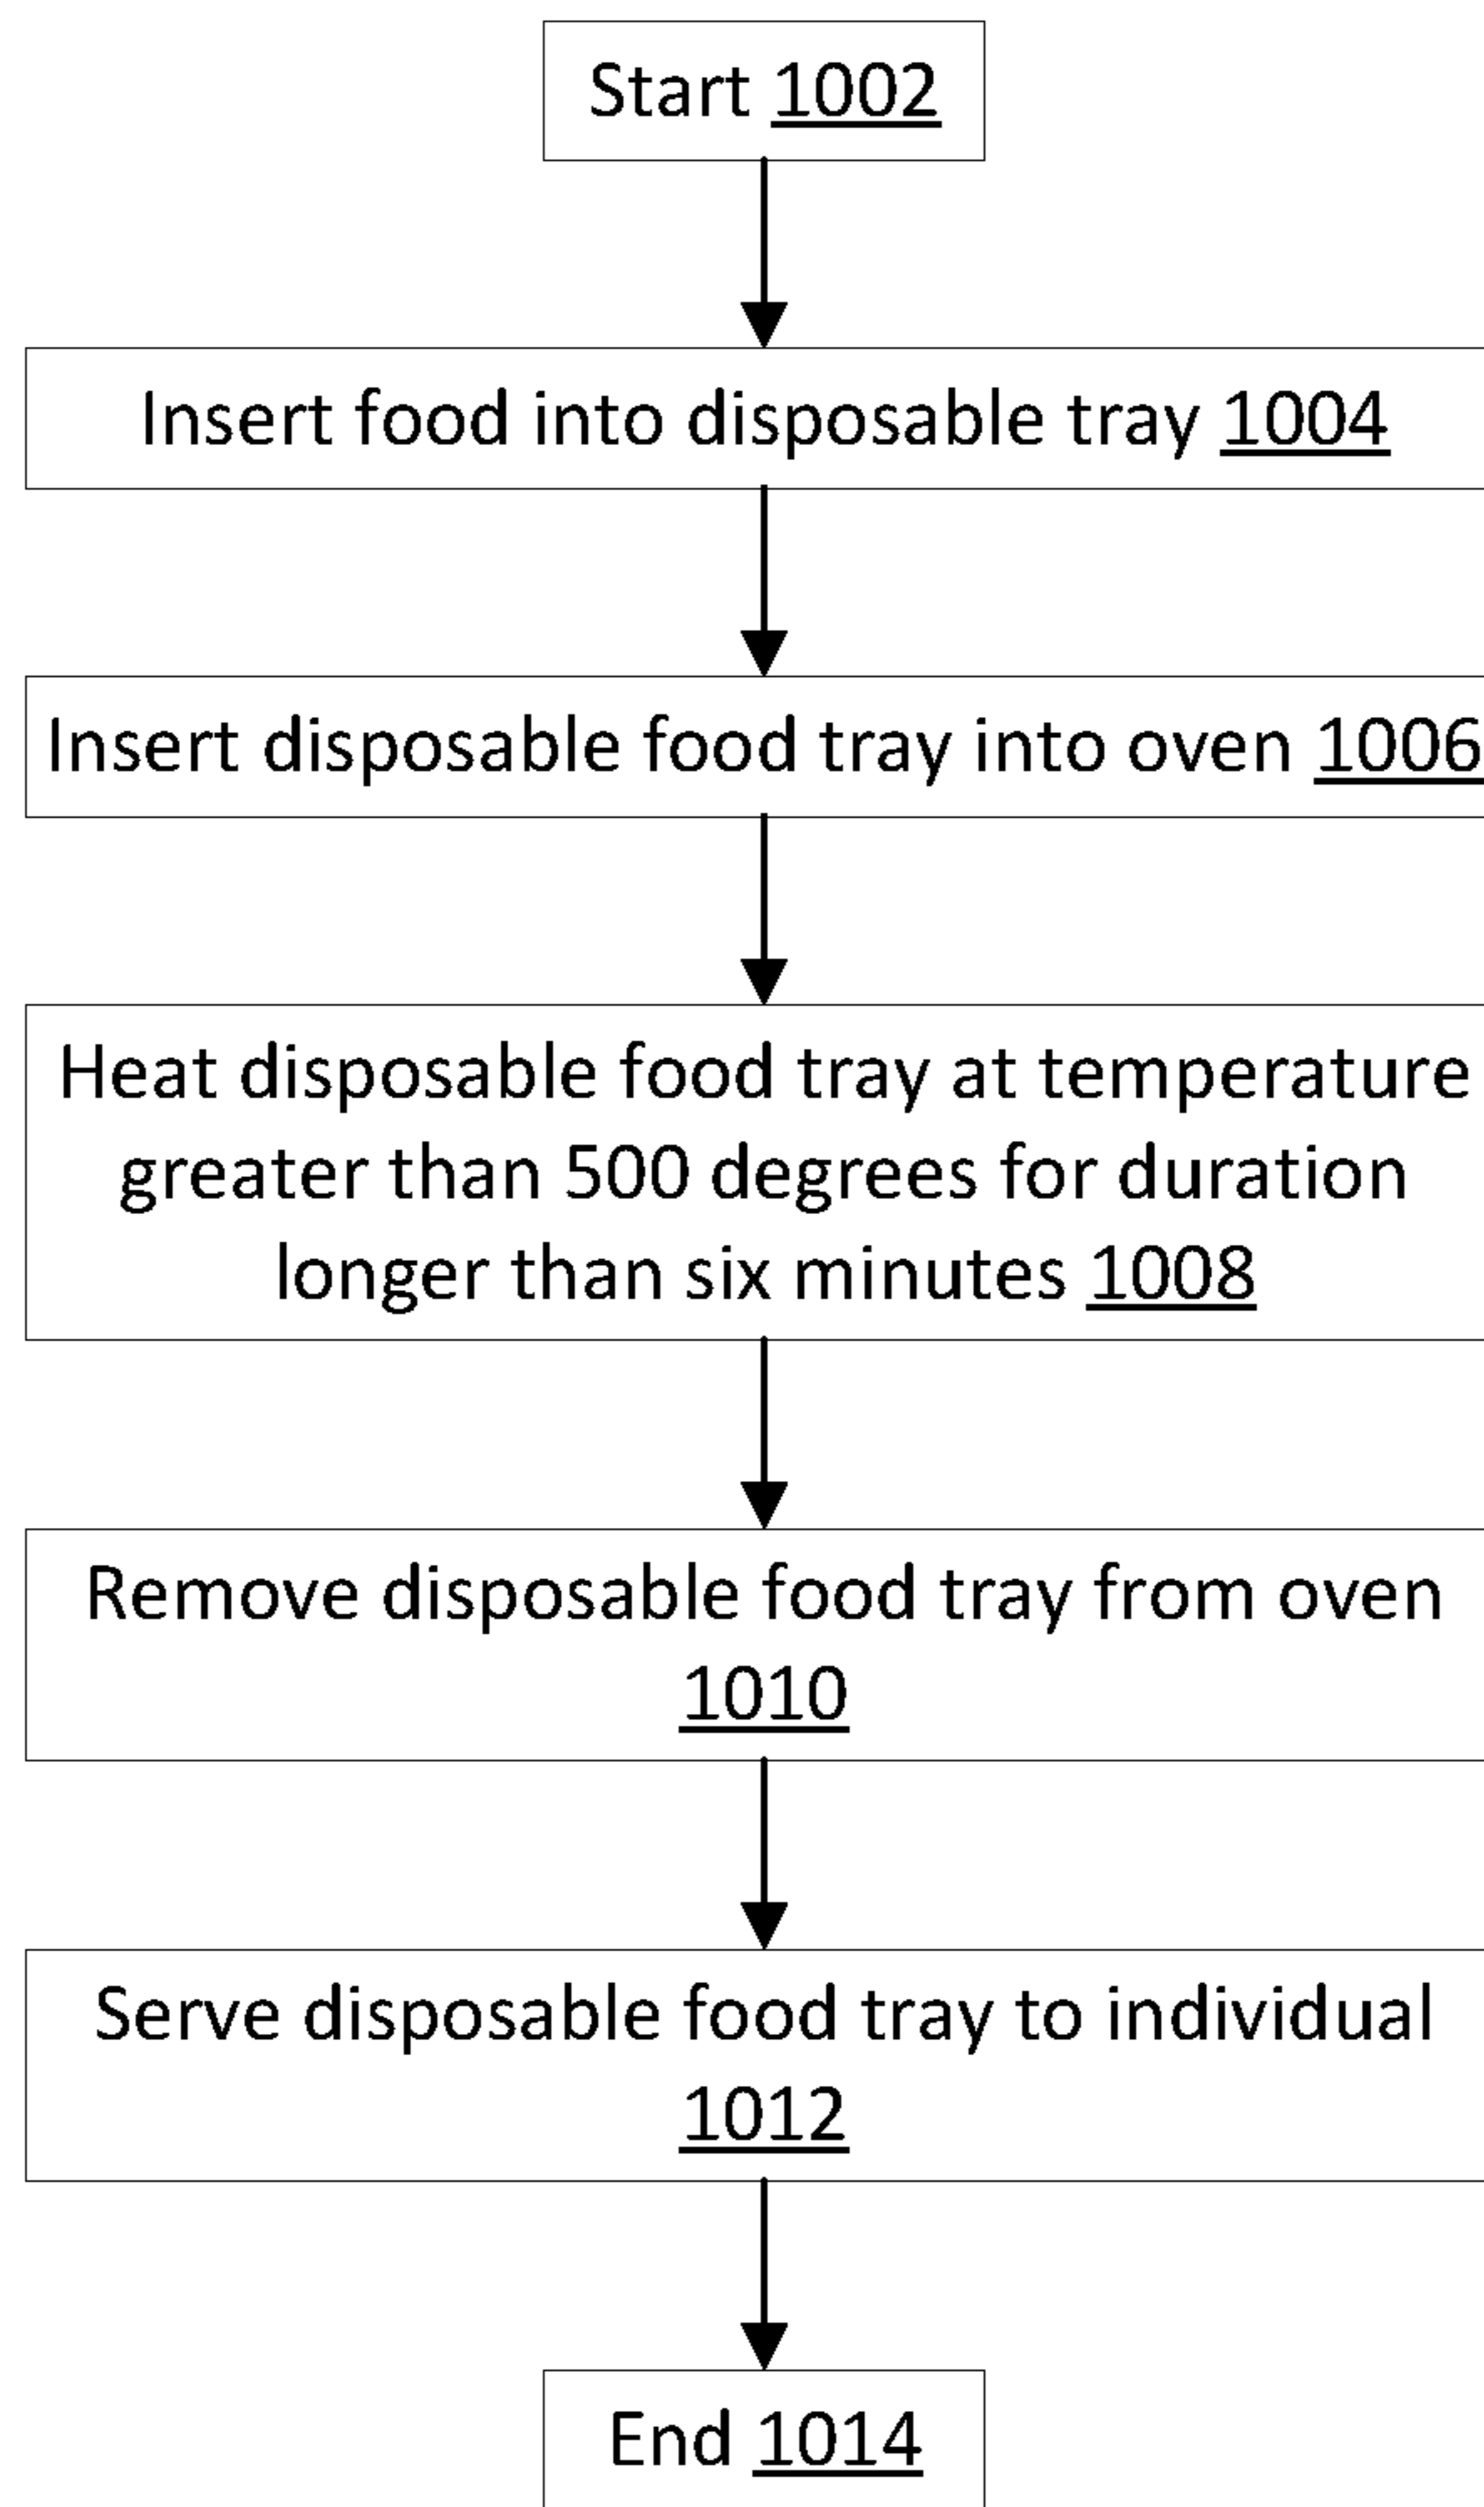 Start 1002
Insert food into disposable tray 1004
Insert disposable food tray into oven 1006
Heat disposable food tray at temperature
greater than 500 degrees for duration
longer than six minutes 1008
Remove disposable food tray from oven
1010
Serve disposable food tray to individual
1012
End 1014